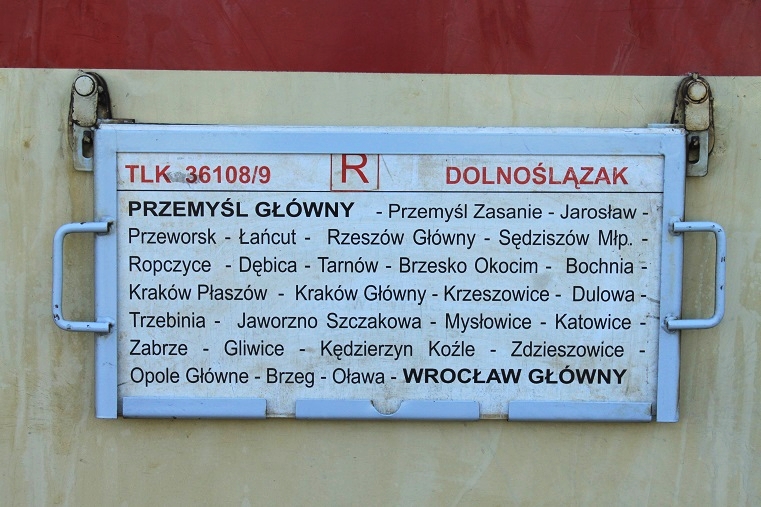 TLK 36108/9 R DOLNOŚLĄZAK
PRZEMYŚL GŁÓWNY - Przemyśl Zasanie - Jarosław -
Przeworsk - Łańcut - Rzeszów Główny - Sędziszów Młp. -
Ropczyce - Dębica - Tarnów - Brzesko Okocim - Bochnia -
Kraków Płaszów - Kraków Główny - Krzeszowice - Dulowa -
Trzebinia - Jaworzno Szczakowa - Mysłowice - Katowice -
Zabrze - Gliwice - Kędzierzyn Koźle - Zdzieszowice -
Opole Główne - Brzeg - Oława - WROCŁAW GŁÓWNY